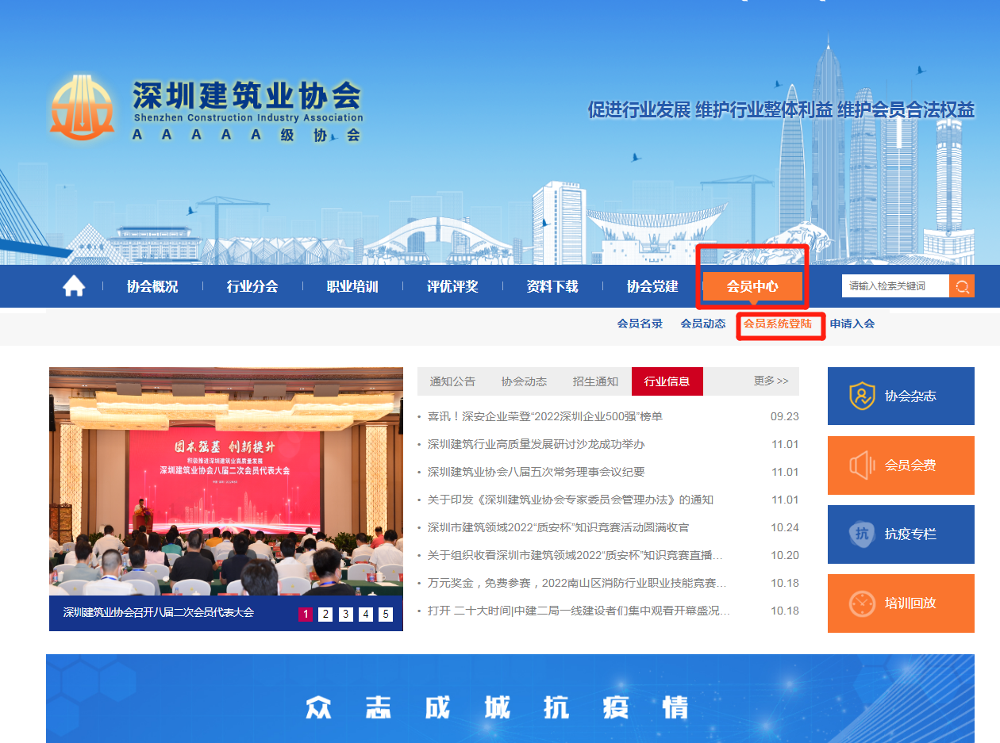 深圳建筑业协会
Shenzhen Construction Industry Association
AAAAA级协会
促进行业发展 维护行业整体利益 维护会员合法权益
协会概况 行业分会 职业培训 评优评奖 资料下载 协会党建 会员中心 请输入检索关键词
会员名录 会员动态 会员系统登陆 申请入会
固本强基 创新提升
积极推进深圳建筑业高质量发展
深圳建筑业协会八届二次会员代表大会
深圳建筑业协会召开八届二次会员代表大会 1 2 3 4 5
通知公告 协会动态 招生通知 行业信息 更多 >>
• 喜讯！深安企业荣登“2022深圳企业500强”榜单 09.23
• 深圳建筑行业高质量发展研讨沙龙成功举办 11.01
• 深圳建筑业协会八届五次常务理事会议纪要 11.01
• 关于印发《深圳建筑业协会专家委员会管理办法》的通知 11.01
• 深圳市建筑领域2022“质安杯”知识竞赛活动圆满收官 10.24
• 关于组织收看深圳市建筑领域2022“质安杯”知识竞赛直播... 10.20
• 万元奖金，免费参赛，2022南山区消防行业职业技能竞赛... 10.18
• 打开 二十大时间|中建二局一线建设者们集中观看开幕盛况... 10.18
协会杂志
会员会费
抗 抗疫专栏
培训回放
众志成城抗疫情